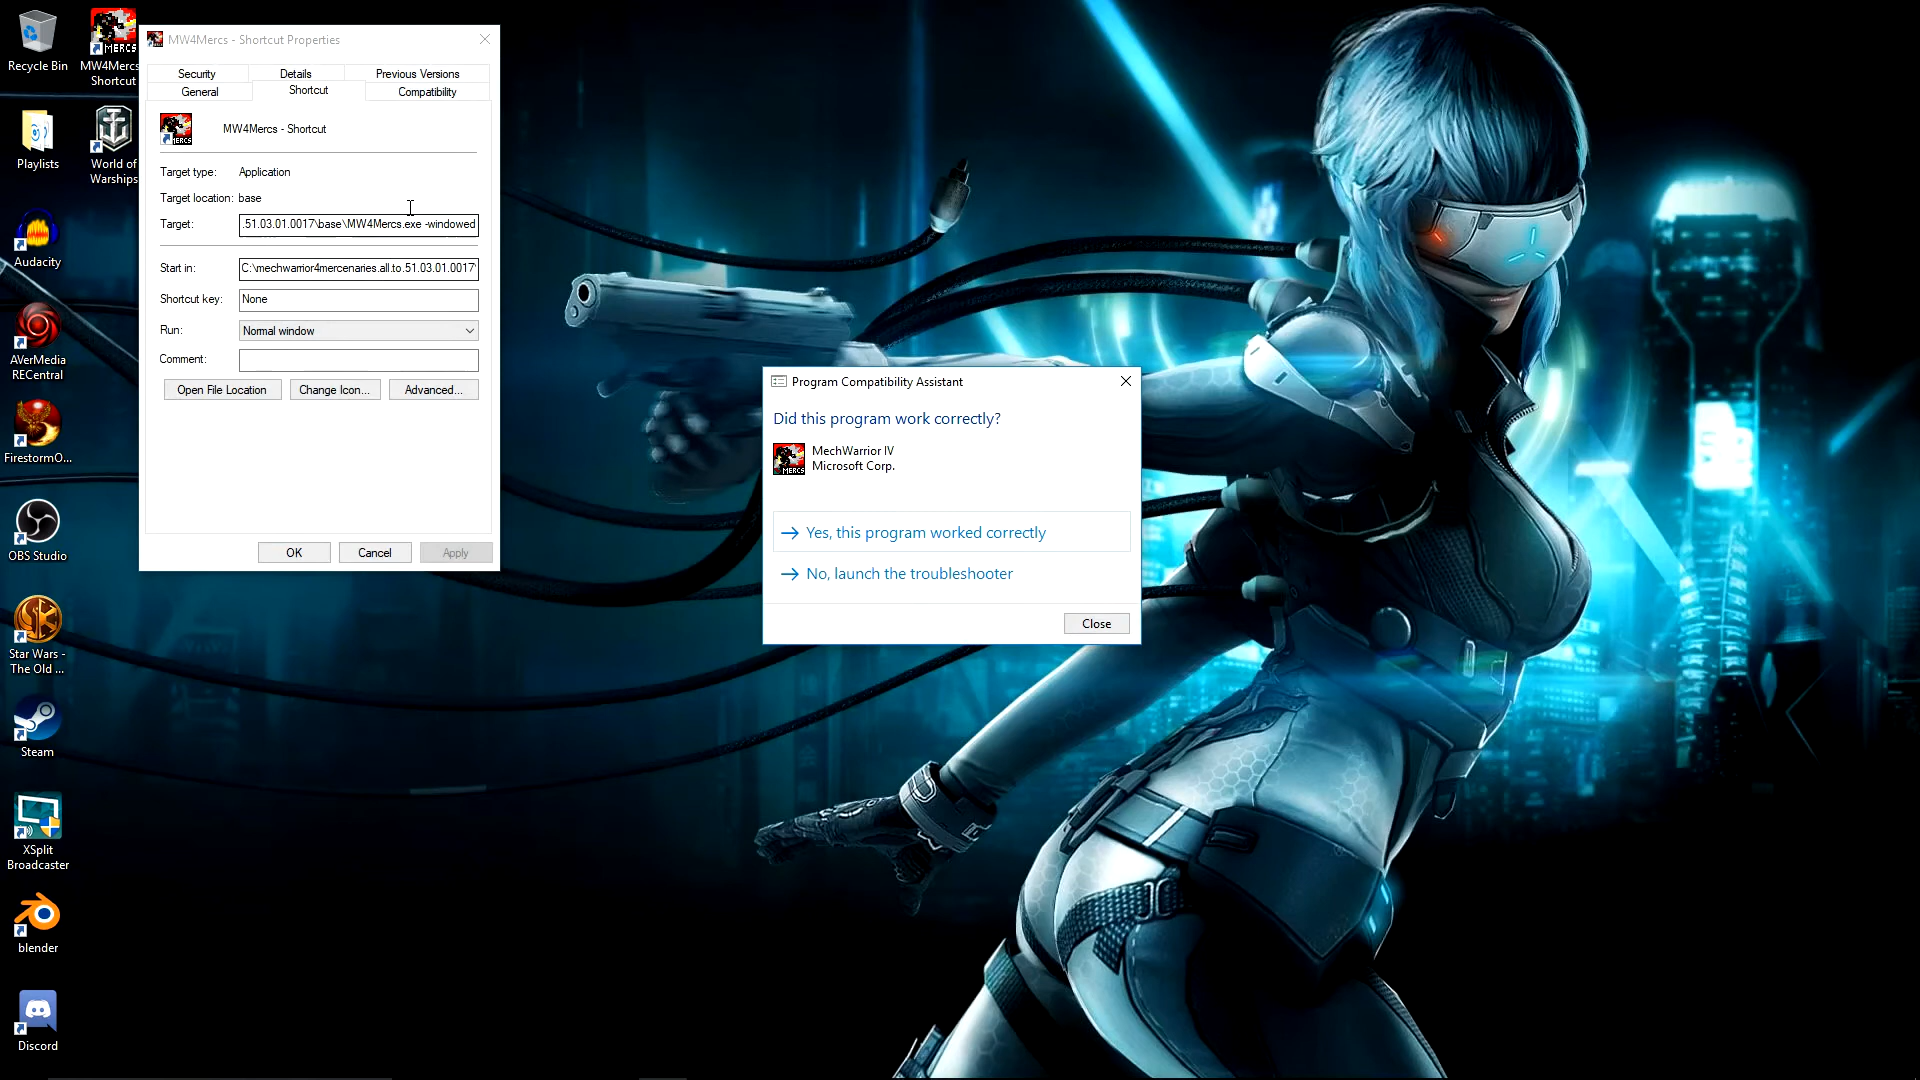 Recycle Bin
MW4Mercs
Shortcut
Playlists
World of
Warships
Audacity
AVerMedia
RECentral
FirestormO...
OBS Studio
Star Wars -
The Old ...
Steam
XSplit
Broadcaster
blender
Discord
MW4Mercs - Shortcut Properties
Security
Details
Previous Versions
General
Shortcut
Compatibility
MW4Mercs - Shortcut
Target type:
Application
Target location:
base
Target:
.51.03.01.0017\base\MW4Mercs.exe -windowed
Start in:
C:\mechwarrior4mercenaries.all.to.51.03.01.0017\
Shortcut key:
None
Run:
Normal window
Comment:
Open File Location
Change Icon...
Advanced...
OK
Cancel
Apply
Program Compatibility Assistant
Did this program work correctly?
MERCS
MechWarrior IV
Microsoft Corp.
Yes, this program worked correctly
No, launch the troubleshooter
Close